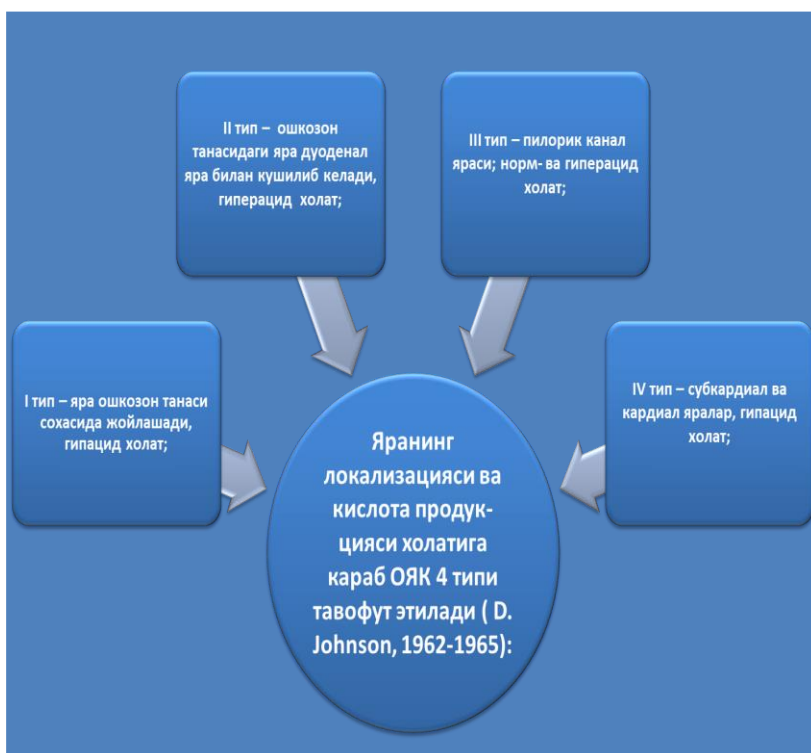 I тип – яра ошкозон танаси
сохасида жойлашади,
гипацид холат;
II тип – ошкозон
танасидаги яра дуоденал
яра билан кушилиб келади,
гиперацид холат;
III тип – пилорик канал
яраси; норм- ва гиперацид
холат;
IV тип – субкардиал ва
кардиал яралар, гипацид
холат;
Яранинг
локализацияси ва
кислота продук-
цияси холатига
караб ОЯК 4 типи
тавофут этилади ( D.
Johnson, 1962-1965):